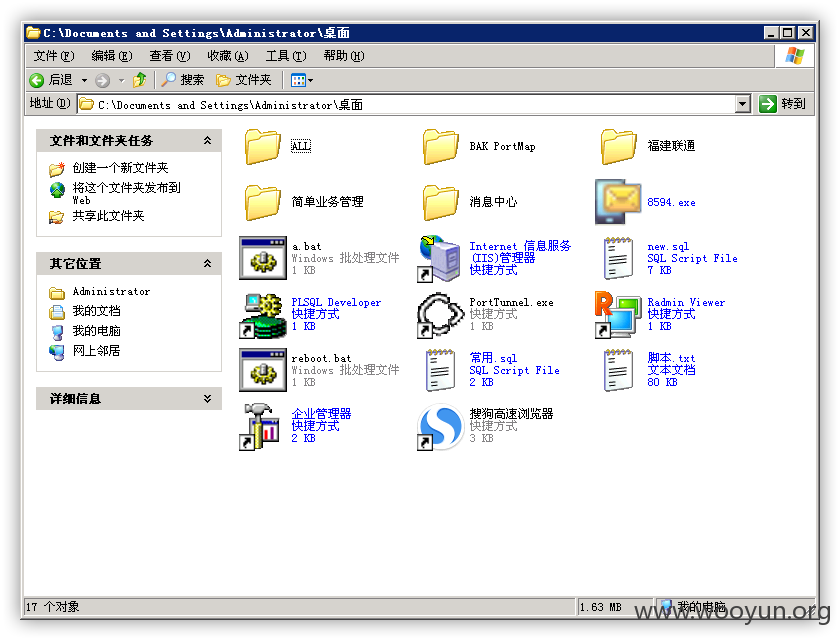 C:\Documents and Settings\Administrator\桌面
文件(F) 编辑(E) 查看(V) 收藏(A) 工具(T) 帮助(H)
后退 搜索 文件夹
地址(D) C:\Documents and Settings\Administrator\桌面 转到
文件和文件夹任务
创建一个新文件夹
将这个文件夹发布到
Web
共享此文件夹
其它位置
Administrator
我的文档
我的电脑
网上邻居
详细信息
ALL
BAK PortMap
福建联通
简单业务管理
消息中心
8594.exe
a.bat
Windows 批处理文件
1 KB
Internet 信息服务
(IIS)管理器
快捷方式
new.sql
SQL Script File
7 KB
PLSQL Developer
快捷方式
1 KB
PortTunnel.exe
快捷方式
1 KB
Radmin Viewer
快捷方式
1 KB
reboot.bat
Windows 批处理文件
1 KB
常用.sql
SQL Script File
2 KB
脚本.txt
文本文档
80 KB
企业管理器
快捷方式
2 KB
搜狗高速浏览器
快捷方式
3 KB
17 个对象
1.63 MB
我的电脑
www.wooyun.org